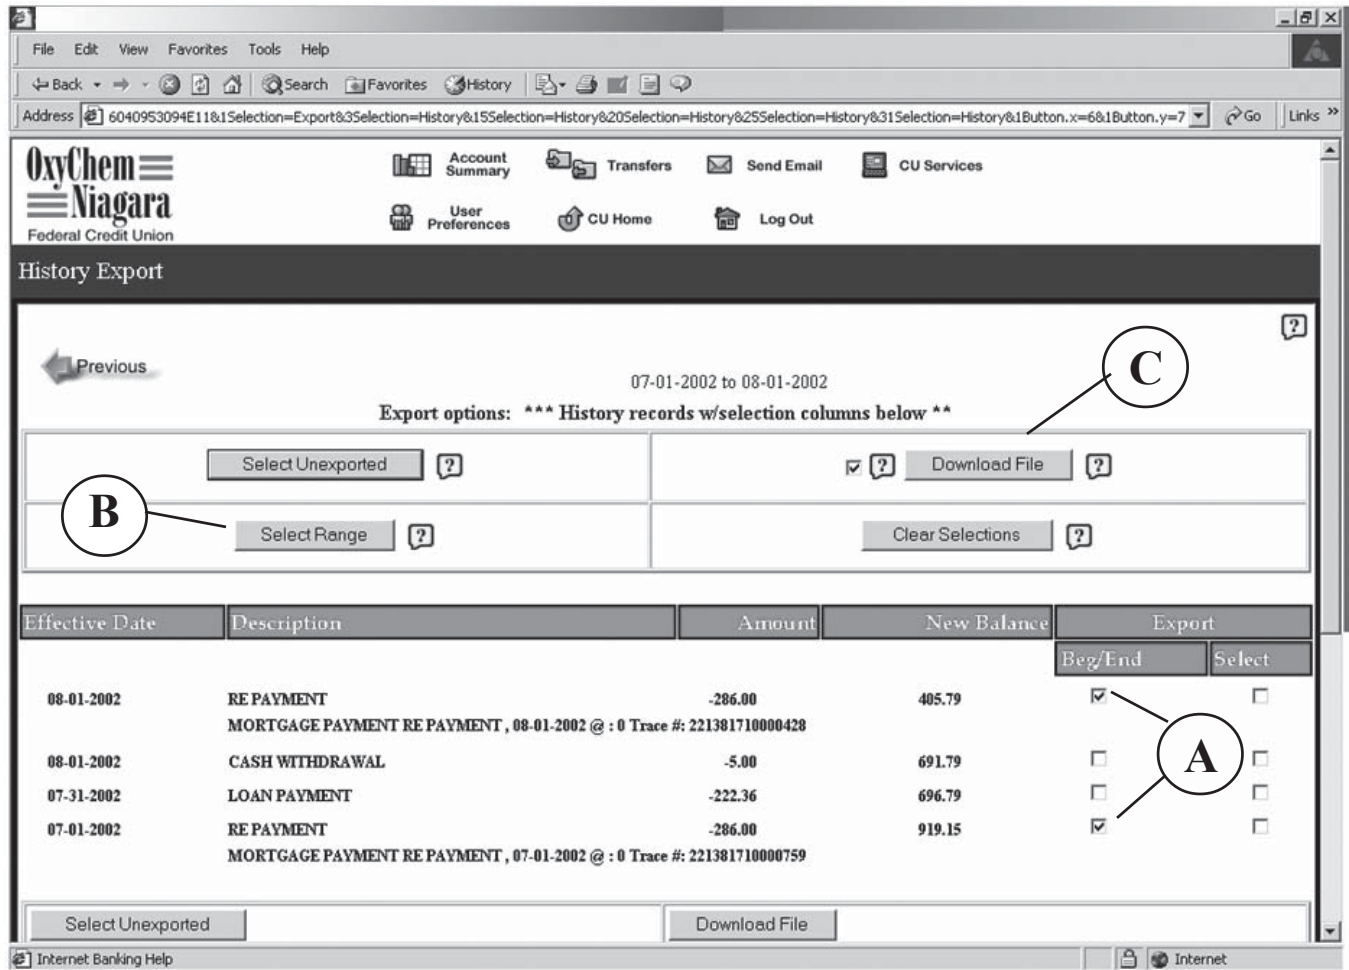 File Edit View Favorites Tools Help
Back Search Favorites History
Address 6040953094E11&1Selection=Export&3Selection=History&15Selection=History&20Selection=History&25Selection=History&31Selection=History&1Button.x=6&1Button.y=7 Go Links »
OxyChem Niagara Federal Credit Union
Account Summary Transfers Send Email CU Services
User Preferences CU Home Log Out
History Export
?
Previous
C
07-01-2002 to 08-01-2002
Export options: *** History records w/selection columns below **
Select Unexported ? ? Download File ?
B
Select Range ? Clear Selections ?
Effective Date Description Amount New Balance Export
Beg/End Select
08-01-2002 RE PAYMENT -286.00 405.79
MORTGAGE PAYMENT RE PAYMENT , 08-01-2002 @ : 0 Trace #: 221381710000428
A
08-01-2002 CASH WITHDRAWAL -5.00 691.79
07-31-2002 LOAN PAYMENT -222.36 696.79
07-01-2002 RE PAYMENT -286.00 919.15
MORTGAGE PAYMENT RE PAYMENT , 07-01-2002 @ : 0 Trace #: 221381710000759
Select Unexported Download File
Internet Banking Help Internet